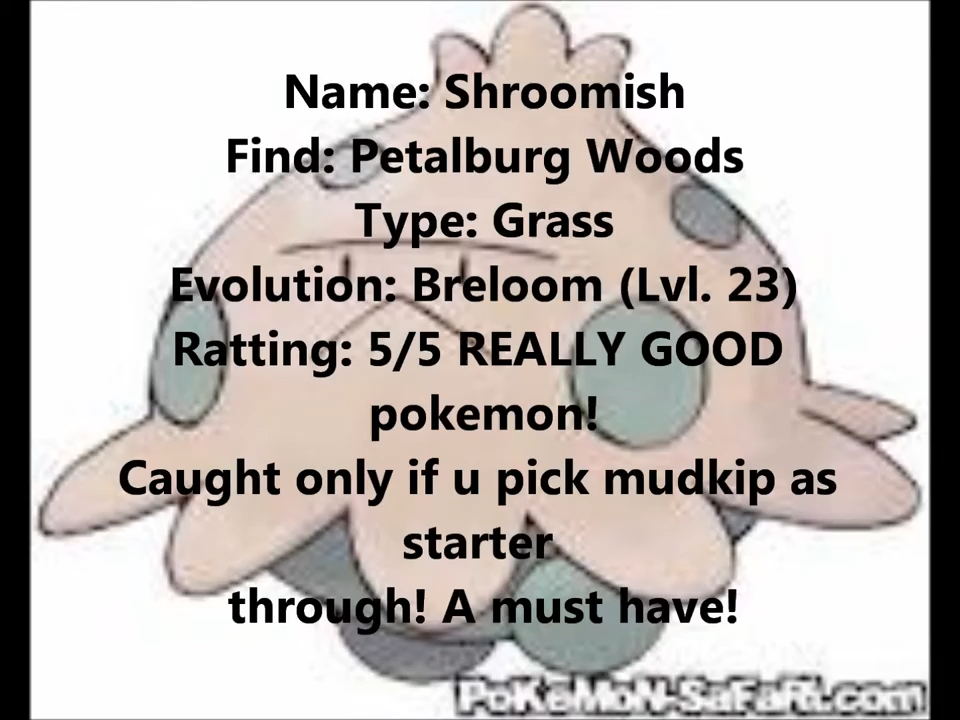 Name: Shroomish
Find: Petalburg Woods
Type: Grass
Evolution: Breloom (Lvl. 23)
Ratting: 5/5 REALLY GOOD
pokemon!
Caught only if u pick mudkip as
starter
through! A must have!
PoKeMoN-SaFaRi.com